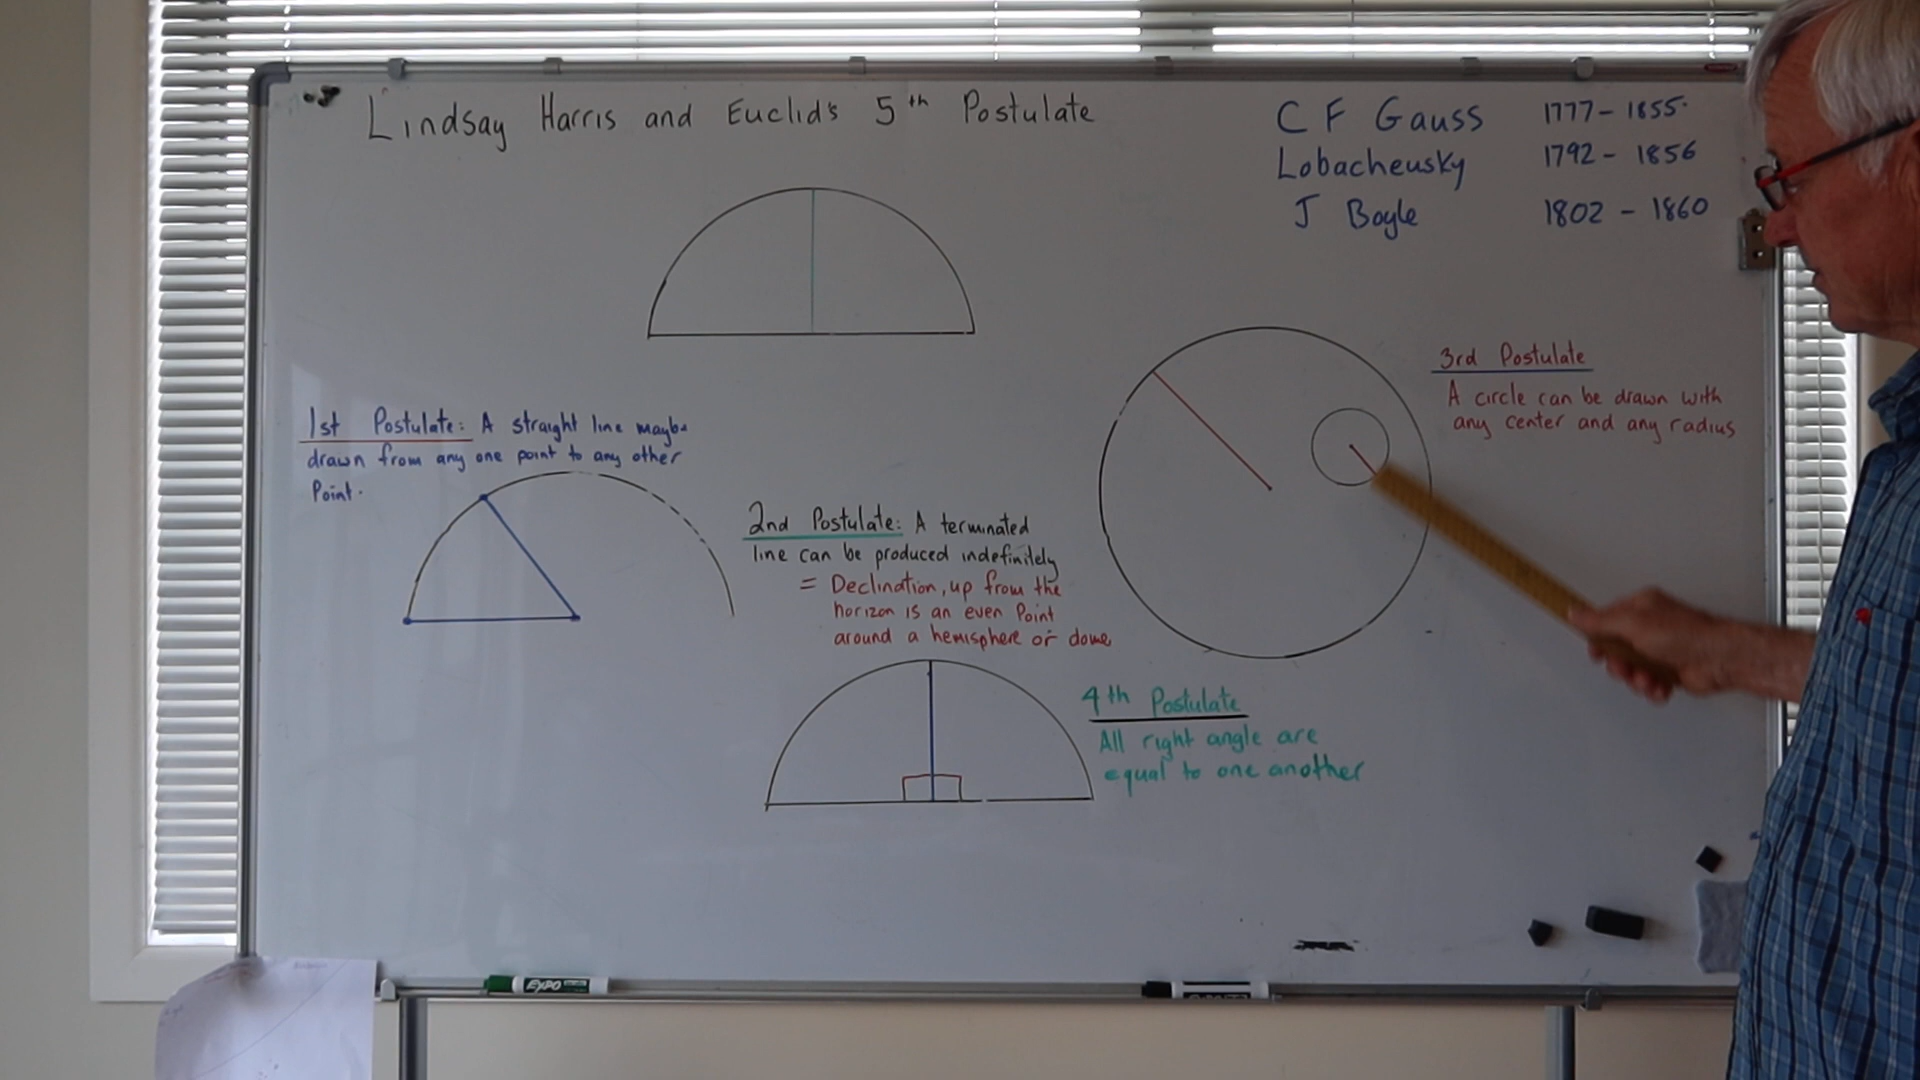 Lindsay Harris and Euclid's 5th Postulate
C F Gauss 1777 - 1855
Lobacheusky 1792 - 1856
J Boyle 1802 - 1860
1st Postulate: A straight line maybe
drawn from any one point to any other
Point.
2nd Postulate: A terminated
line can be produced indefinitely
= Declination, up from the
horizon is an even Point
around a hemisphere or dome
3rd Postulate
A circle can be drawn with
any center and any radius
4th Postulate
All right angle are
equal to one another
EXPO